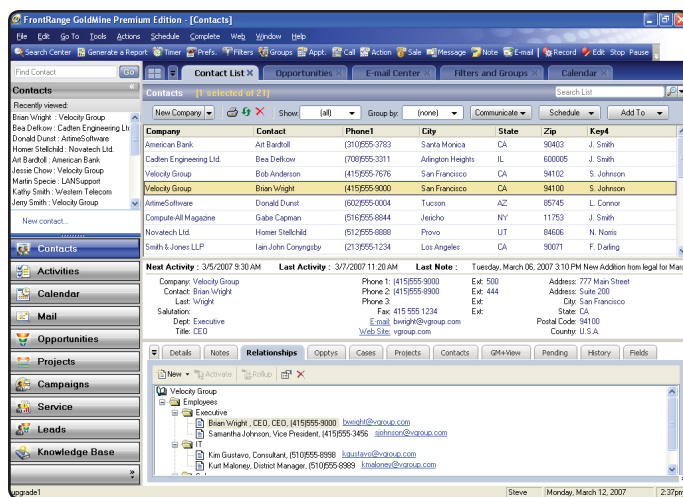 FrontRange GoldMine Premium Edition - [Contacts]
File Edit Go To Tools Actions Schedule Complete Web Window Help
Search Center Generate a Report Timer Prefs. Filters Groups Appt. Call Action Sale Message Note E-mail Record Edit Stop Pause
Find Contact Go Contact List Opportunities E-mail Center Filters and Groups Calendar
Contacts
Contacts [1 selected of 21] Search List
Recently viewed:
Brian Wright : Velocity Group
Bea Defkow : Cadten Engineering Ltd
Donald Dunst : ArtimeSoftware
Homer Stellchild : Novatech Ltd.
Art Bardtoll : American Bank
Jessie Chow : Velocity Group
Martin Specie : LANSupport
Kathy Smith : Western Telecom
Jerry Smith : Velocity Group
New contact...
New Company Show: (all) Group by: (none) Communicate Schedule Add To
Company Contact Phone1 City State Zip Key4
American Bank Art Bardtoll (310)555-3783 Santa Monica CA 90403 J. Smith
Cadten Engineering Ltd. Bea Defkow (708)555-3311 Arlington Heights IL 600005 J. Smith
Velocity Group Bob Anderson (415)555-7676 San Francisco CA 94102 S. Johnson
Velocity Group Brian Wright (415)555-9000 San Francisco CA 94100 S. Johnson
ArtimeSoftware Donald Dunst (602)555-0004 Tucson AZ 85745 L. Connor
Compute-All Magazine Gabe Capman (516)555-8844 Jericho NY 11753 J. Smith
Novatech Ltd. Homer Stellchild (512)555-8888 Provo UT 84606 N. Norris
Smith & Jones LLP Iain John Conyngsby (213)555-1234 Los Angeles CA 90071 F. Darling
Contacts
Activities
Calendar
Mail
Opportunities
Projects
Campaigns
Service
Leads
Knowledge Base
Next Activity : 3/5/2007 9:30 AM Last Activity : 3/7/2007 11:20 AM Last Note : Tuesday, March 06, 2007 3:10 PM New Addition from legal for Marc
Company: Velocity Group Phone 1: (415)555-9000 Ext: 500 Address: 777 Main Street
Contact: Brian Wright Phone 2: (415)555-8900 Ext: 444 Address: Suite 200
Last: Wright Phone 3: Ext: City: San Francisco
Salutation: Fax: 415 555 1234 Ext: State: CA
Dept: Executive E-mail: bwright@vgroup.com Postal Code: 94100
Title: CEO Web Site: vgroup.com Country: U.S.A.
Details Notes Relationships Opptys Cases Projects Contacts GM+View Pending History Fields
New Activate Rollup
Velocity Group
Employees
Executive
Brian Wright , CEO, CEO, (415)555-9000 bwright@vgroup.com
Samantha Johnson, Vice President, (415)555-3456 sjohnson@vgroup.com
IT
Kim Gustavo, Consultant, (510)555-8998 kgustavo@vgroup.com
Kurt Maloney, District Manager, (510)555-8989 kmaloney@vgroup.com
upgrade1 Steve Monday, March 12, 2007 2:37pm